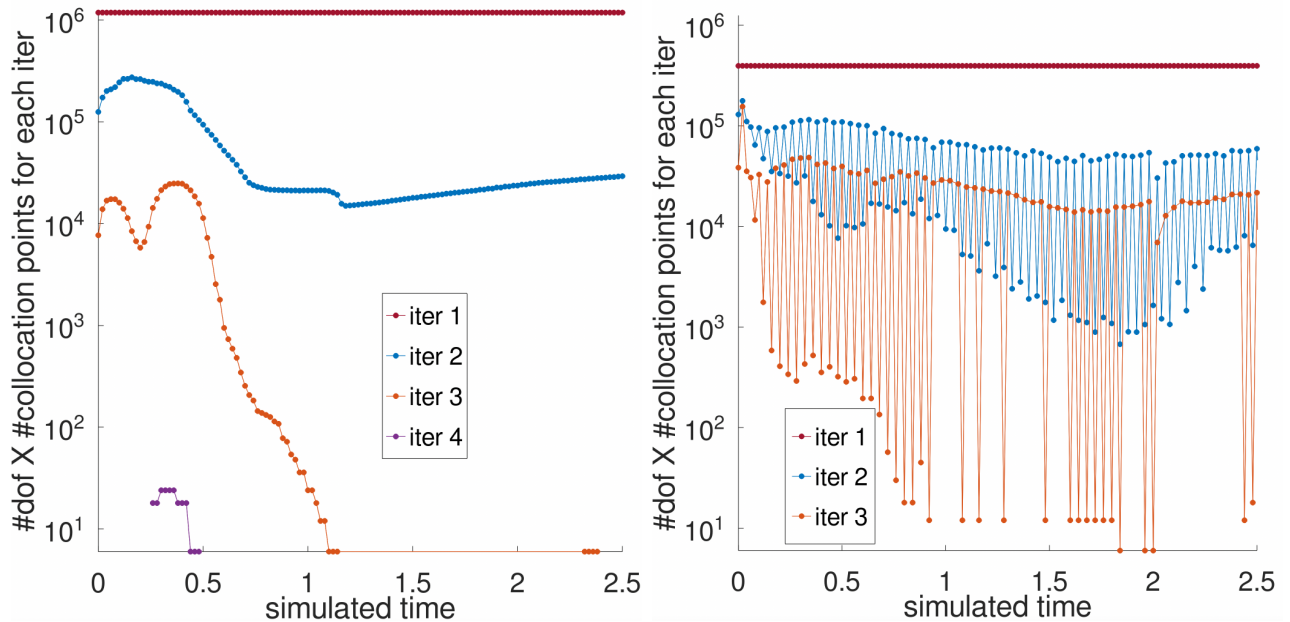 #dof X #collocation points for each iter
10^6
10^5
10^4
10^3
10^2
10^1
iter 1
iter 2
iter 3
iter 4
0
0.5
1
1.5
2
2.5
simulated time
#dof X #collocation points for each iter
10^6
10^5
10^4
10^3
10^2
10^1
iter 1
iter 2
iter 3
0
0.5
1
1.5
2
2.5
simulated time